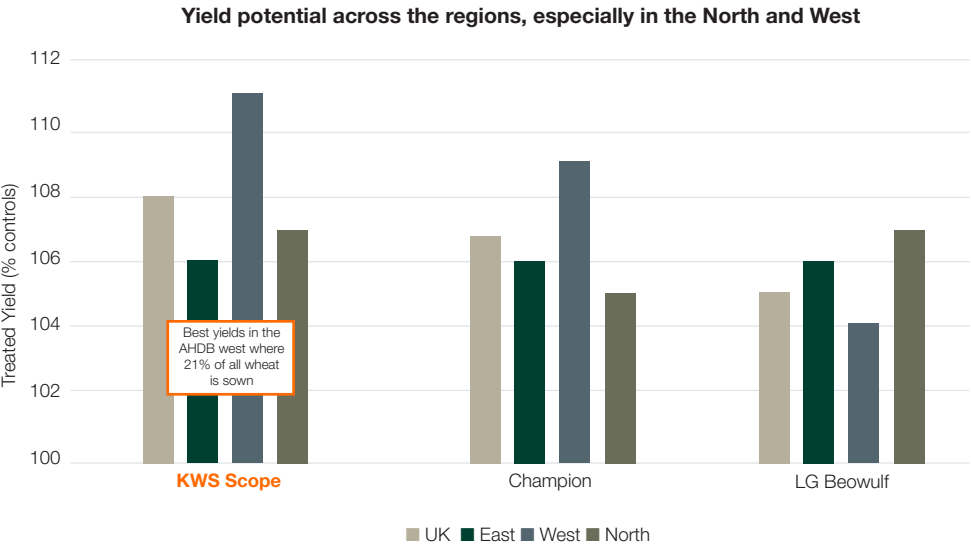 Yield potential across the regions, especially in the North and West
Treated Yield (% controls)
112
110
108
106
104
102
100
Best yields in the
AHDB west where
21% of all wheat
is sown
KWS Scope
Champion
LG Beowulf
UK East West North